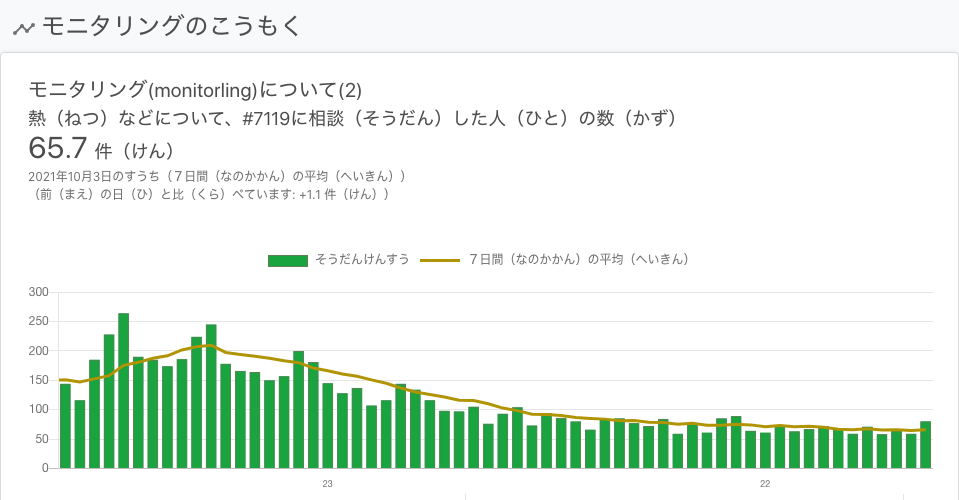 モニタリングのこうもく
モニタリング(monitorling)について(2)
熱（ねつ）などについて、#7119に相談（そうだん）した人（ひと）の数（かず）
65.7 件（けん）
2021年10月3日のすうち（７日間（なのかかん）の平均（へいきん））
（前（まえ）の日（ひ）と比（くら）べています: +1.1 件（けん））
そうだんけんすう
７日間（なのかかん）の平均（へいきん）
300
250
200
150
100
50
0
23
22